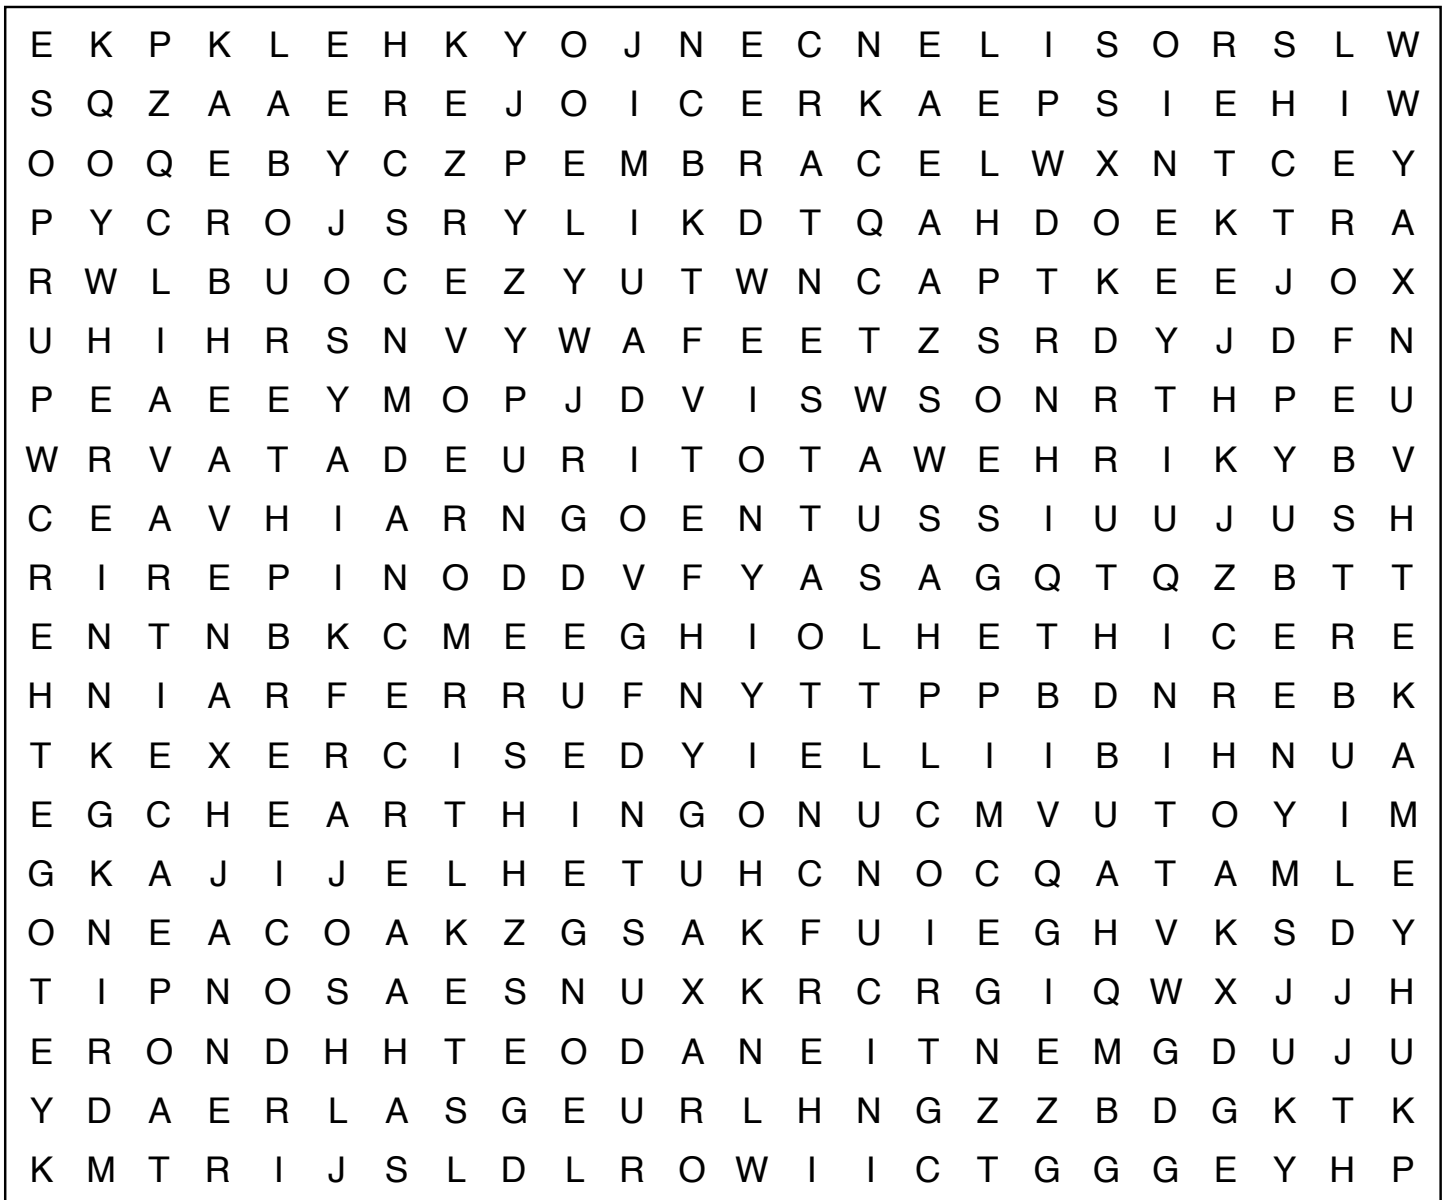 E K P K L E H K Y O J N E C N E L I S O R S L W
S Q Z A A E R E J O I C E R K A E P S I E H I W
O O Q E B Y C Z P E M B R A C E L W X N T C E Y
P Y C R O J S R Y L I K D T Q A H D O E K T R A
R W L B U O C E Z Y U T W N C A P T K E E J O X
U H I H R S N V Y W A F E E T Z S R D Y J D F N
P E A E E Y M O P J D V I S W S O N R T H P E U
W R V A T A D E U R I T O T A W E H R I K Y B V
C E A V H I A R N G O E N T U S S I U U J U S H
R I R E P I N O D D V F Y A S A G Q T Q Z B T T
E N T N B K C M E E G H I O L H E T H I C E R E
H N I A R F E R R U F N Y T T P P B D N R E B K
T K E X E R C I S E D Y I E L L I I B I H N U A
E G C H E A R T H I N G O N U C M V U T O Y I M
G K A J I J E L H E T U H C N O C Q A T A M L E
O N E A C O A K Z G S A K F U I E G H V K S D Y
T I P N O S A E S N U X K R C R G I Q W X J J H
E R O N D H H T E O D A N E I T N E M G D U J U
Y D A E R L A S G E U R L H N G Z Z B D G K T K
K M T R I J S L D L R O W I I C T G G G E Y H P